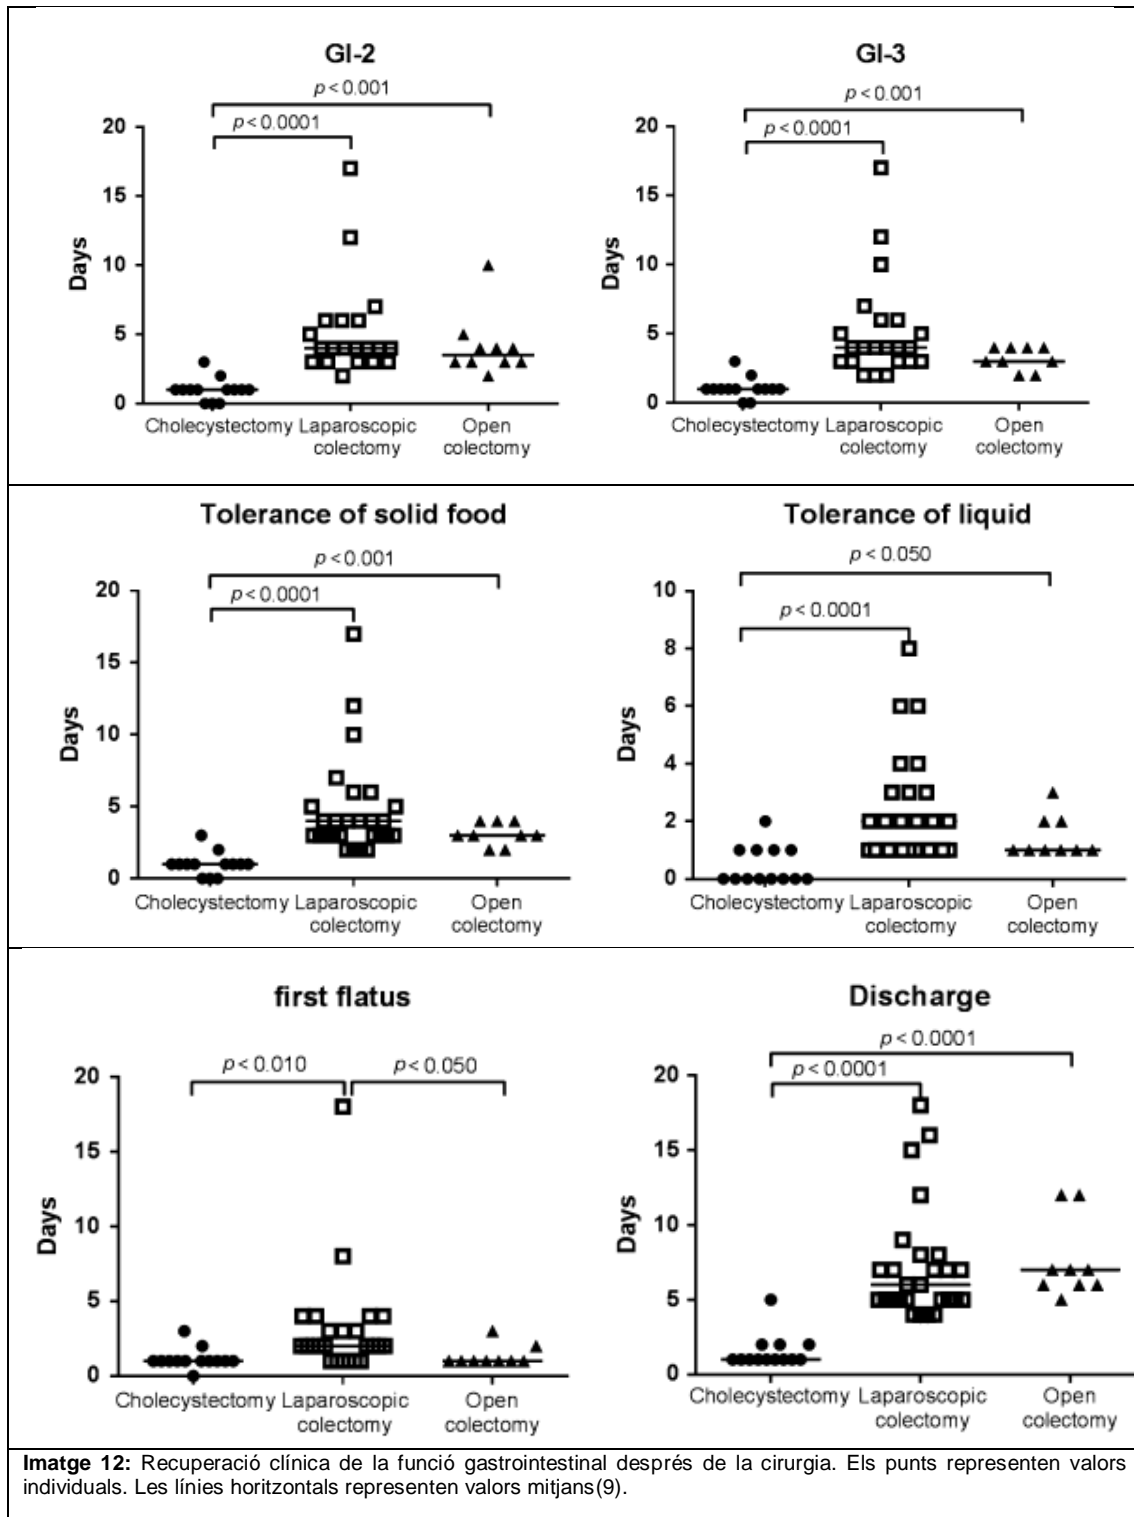 GI-2
p < 0.001
p < 0.0001
20
15
10
5
0
Days
Cholecystectomy Laparoscopic colectomy Open colectomy
GI-3
p < 0.001
p < 0.0001
20
15
10
5
0
Days
Cholecystectomy Laparoscopic colectomy Open colectomy
Tolerance of solid food
p < 0.001
p < 0.0001
20
15
10
5
0
Days
Cholecystectomy Laparoscopic colectomy Open colectomy
Tolerance of liquid
p < 0.050
p < 0.0001
10
8
6
4
2
0
Days
Cholecystectomy Laparoscopic colectomy Open colectomy
first flatus
p < 0.010
p < 0.050
20
15
10
5
0
Days
Cholecystectomy Laparoscopic colectomy Open colectomy
Discharge
p < 0.0001
p < 0.0001
20
15
10
5
0
Days
Cholecystectomy Laparoscopic colectomy Open colectomy
Imatge 12: Recuperació clínica de la funció gastrointestinal després de la cirurgia. Els punts representen valors
individuals. Les línies horitzontals representen valors mitjans(9).